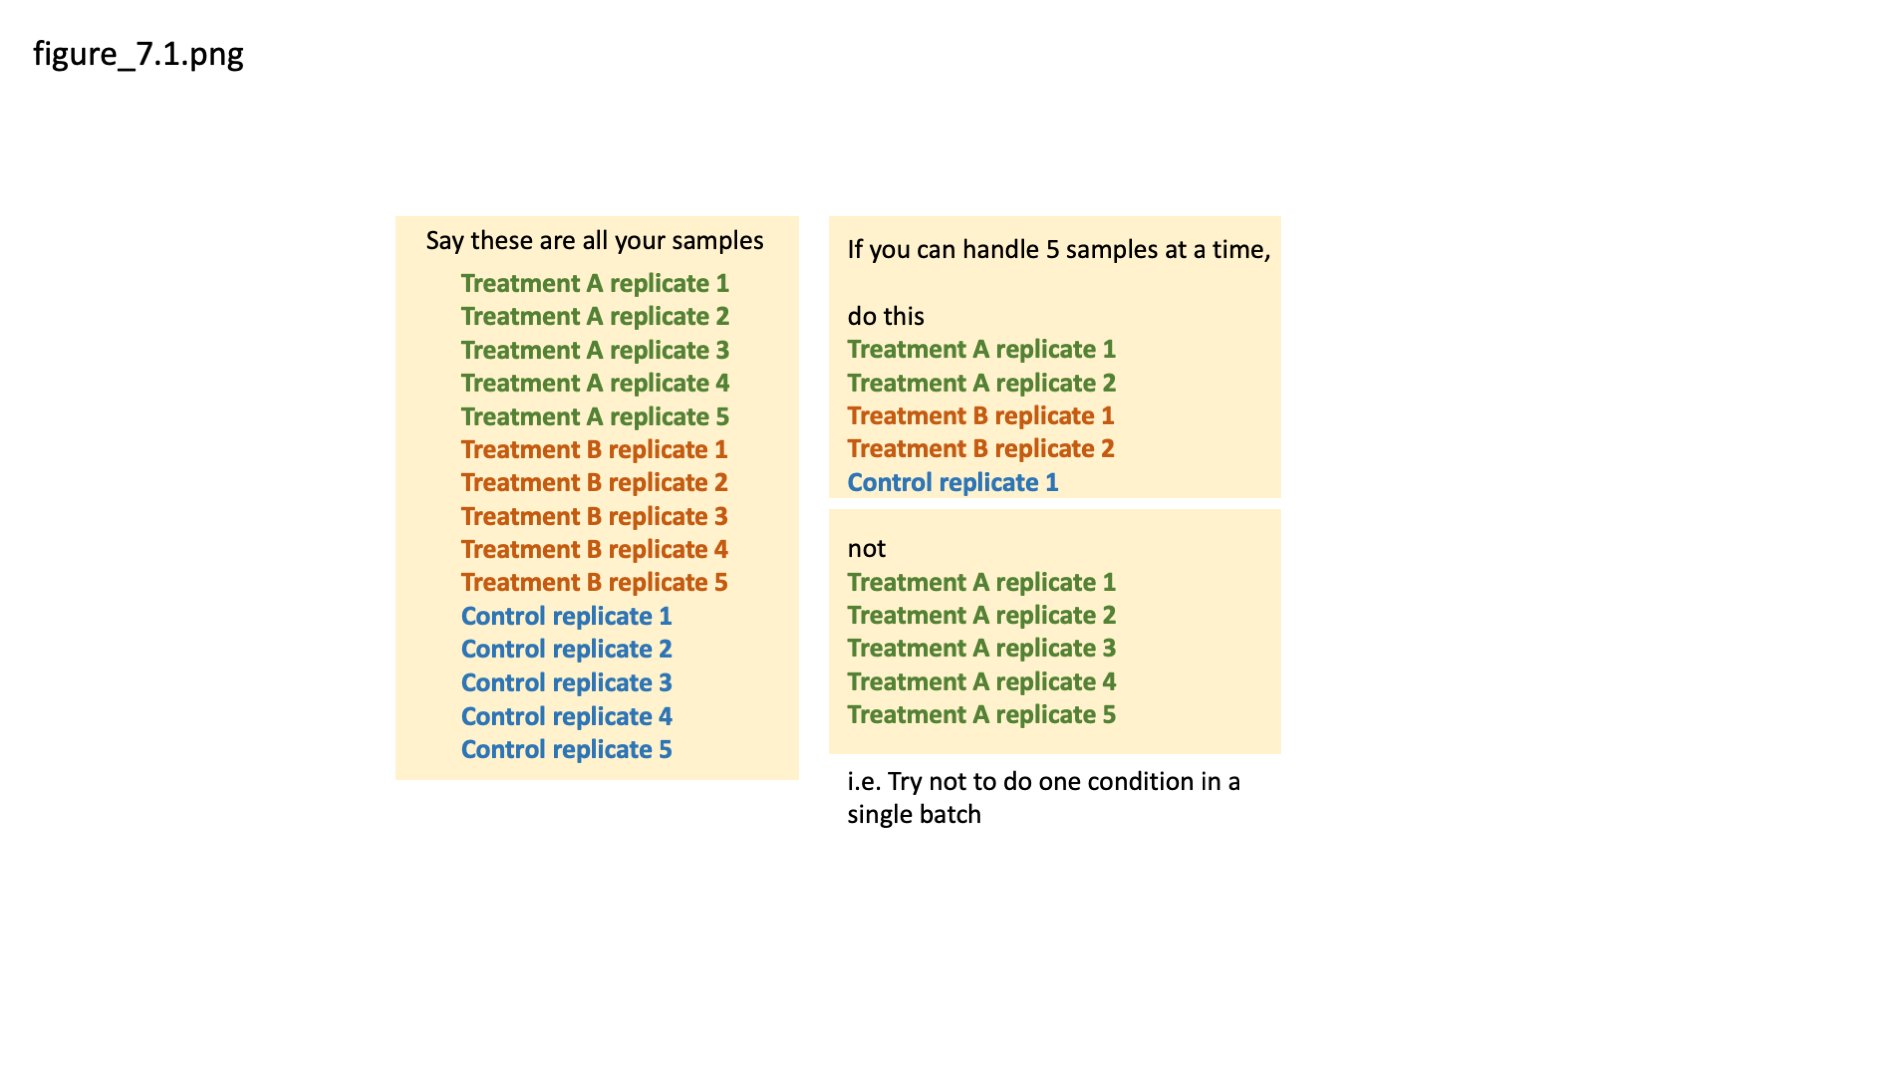 figure_7.1.png
Say these are all your samples
Treatment A replicate 1
Treatment A replicate 2
Treatment A replicate 3
Treatment A replicate 4
Treatment A replicate 5
Treatment B replicate 1
Treatment B replicate 2
Treatment B replicate 3
Treatment B replicate 4
Treatment B replicate 5
Control replicate 1
Control replicate 2
Control replicate 3
Control replicate 4
Control replicate 5
If you can handle 5 samples at a time,
do this
Treatment A replicate 1
Treatment A replicate 2
Treatment B replicate 1
Treatment B replicate 2
Control replicate 1
not
Treatment A replicate 1
Treatment A replicate 2
Treatment A replicate 3
Treatment A replicate 4
Treatment A replicate 5
i.e. Try not to do one condition in a
single batch